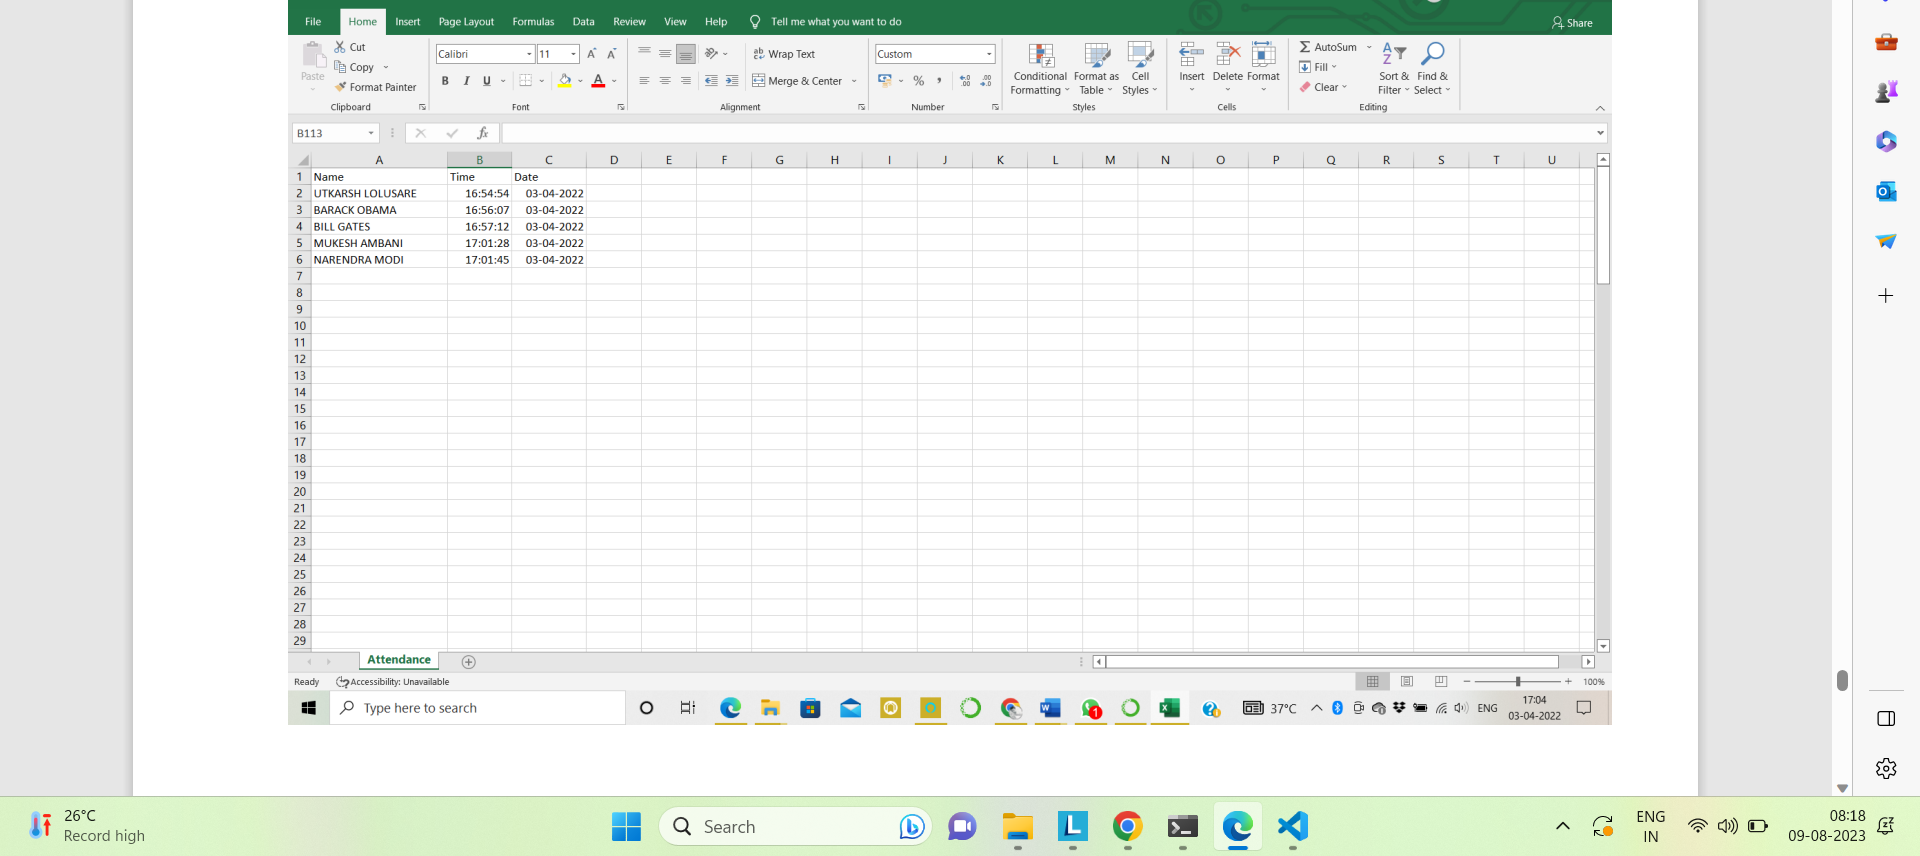 File Home Insert Page Layout Formulas Data Review View Help Tell me what you want to do Share
Paste Cut Copy Format Painter Clipboard
Calibri 11 A A B I U A Font
ab Wrap Text Merge & Center Alignment
Custom % , Number
Conditional Formatting Format as Table Cell Styles Styles
Insert Delete Format Cells
AutoSum Fill Clear Sort & Filter Find & Select Editing
B113 fx
A B C D E F G H I J K L M N O P Q R S T U
1 Name Time Date
2 UTKARSH LOLUSARE 16:54:54 03-04-2022
3 BARACK OBAMA 16:56:07 03-04-2022
4 BILL GATES 16:57:12 03-04-2022
5 MUKESH AMBANI 17:01:28 03-04-2022
6 NARENDRA MODI 17:01:45 03-04-2022
7
8
9
10
11
12
13
14
15
16
17
18
19
20
21
22
23
24
25
26
27
28
29
Attendance
Ready Accessibility: Unavailable 100%
Type here to search 1 37°C ENG 17:04
03-04-2022
26°C
Record high
Search
ENG
IN
08:18
09-08-2023